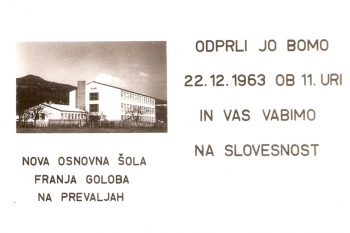 NOVA OSNOVNA ŠOLA
FRANJA GOLOBA
NA PREVALJAH
ODPRLI JO BOMO
22.12.1963 OB 11. URI
IN VAS VABIMO
NA SLOVESNOST